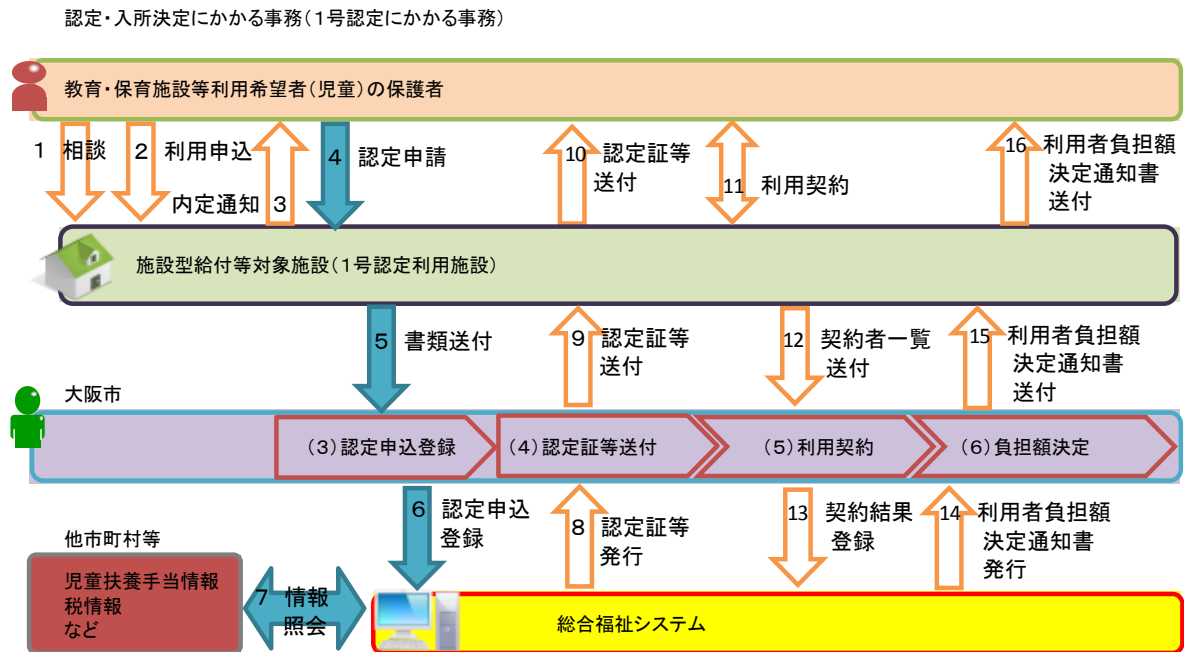 認定・入所決定にかかる事務(1号認定にかかる事務)
教育・保育施設等利用希望者(児童)の保護者
1 相談
2 利用申込
内定通知 3
4 認定申請
10 認定証等
送付
11 利用契約
16 利用者負担額
決定通知書
送付
施設型給付等対象施設(1号認定利用施設)
5 書類送付
9 認定証等
送付
12 契約者一覧
送付
15 利用者負担額
決定通知書
送付
大阪市
(3)認定申込登録
(4)認定証等送付
(5)利用契約
(6)負担額決定
6 認定申込
登録
8 認定証等
発行
13 契約結果
登録
14 利用者負担額
決定通知書
発行
他市町村等
児童扶養手当情報
税情報
など
7 情報
照会
総合福祉システム